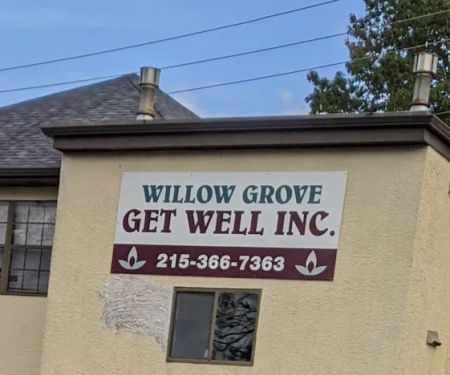 WILLOW GROVE
GET WELL INC.
215-366-7363